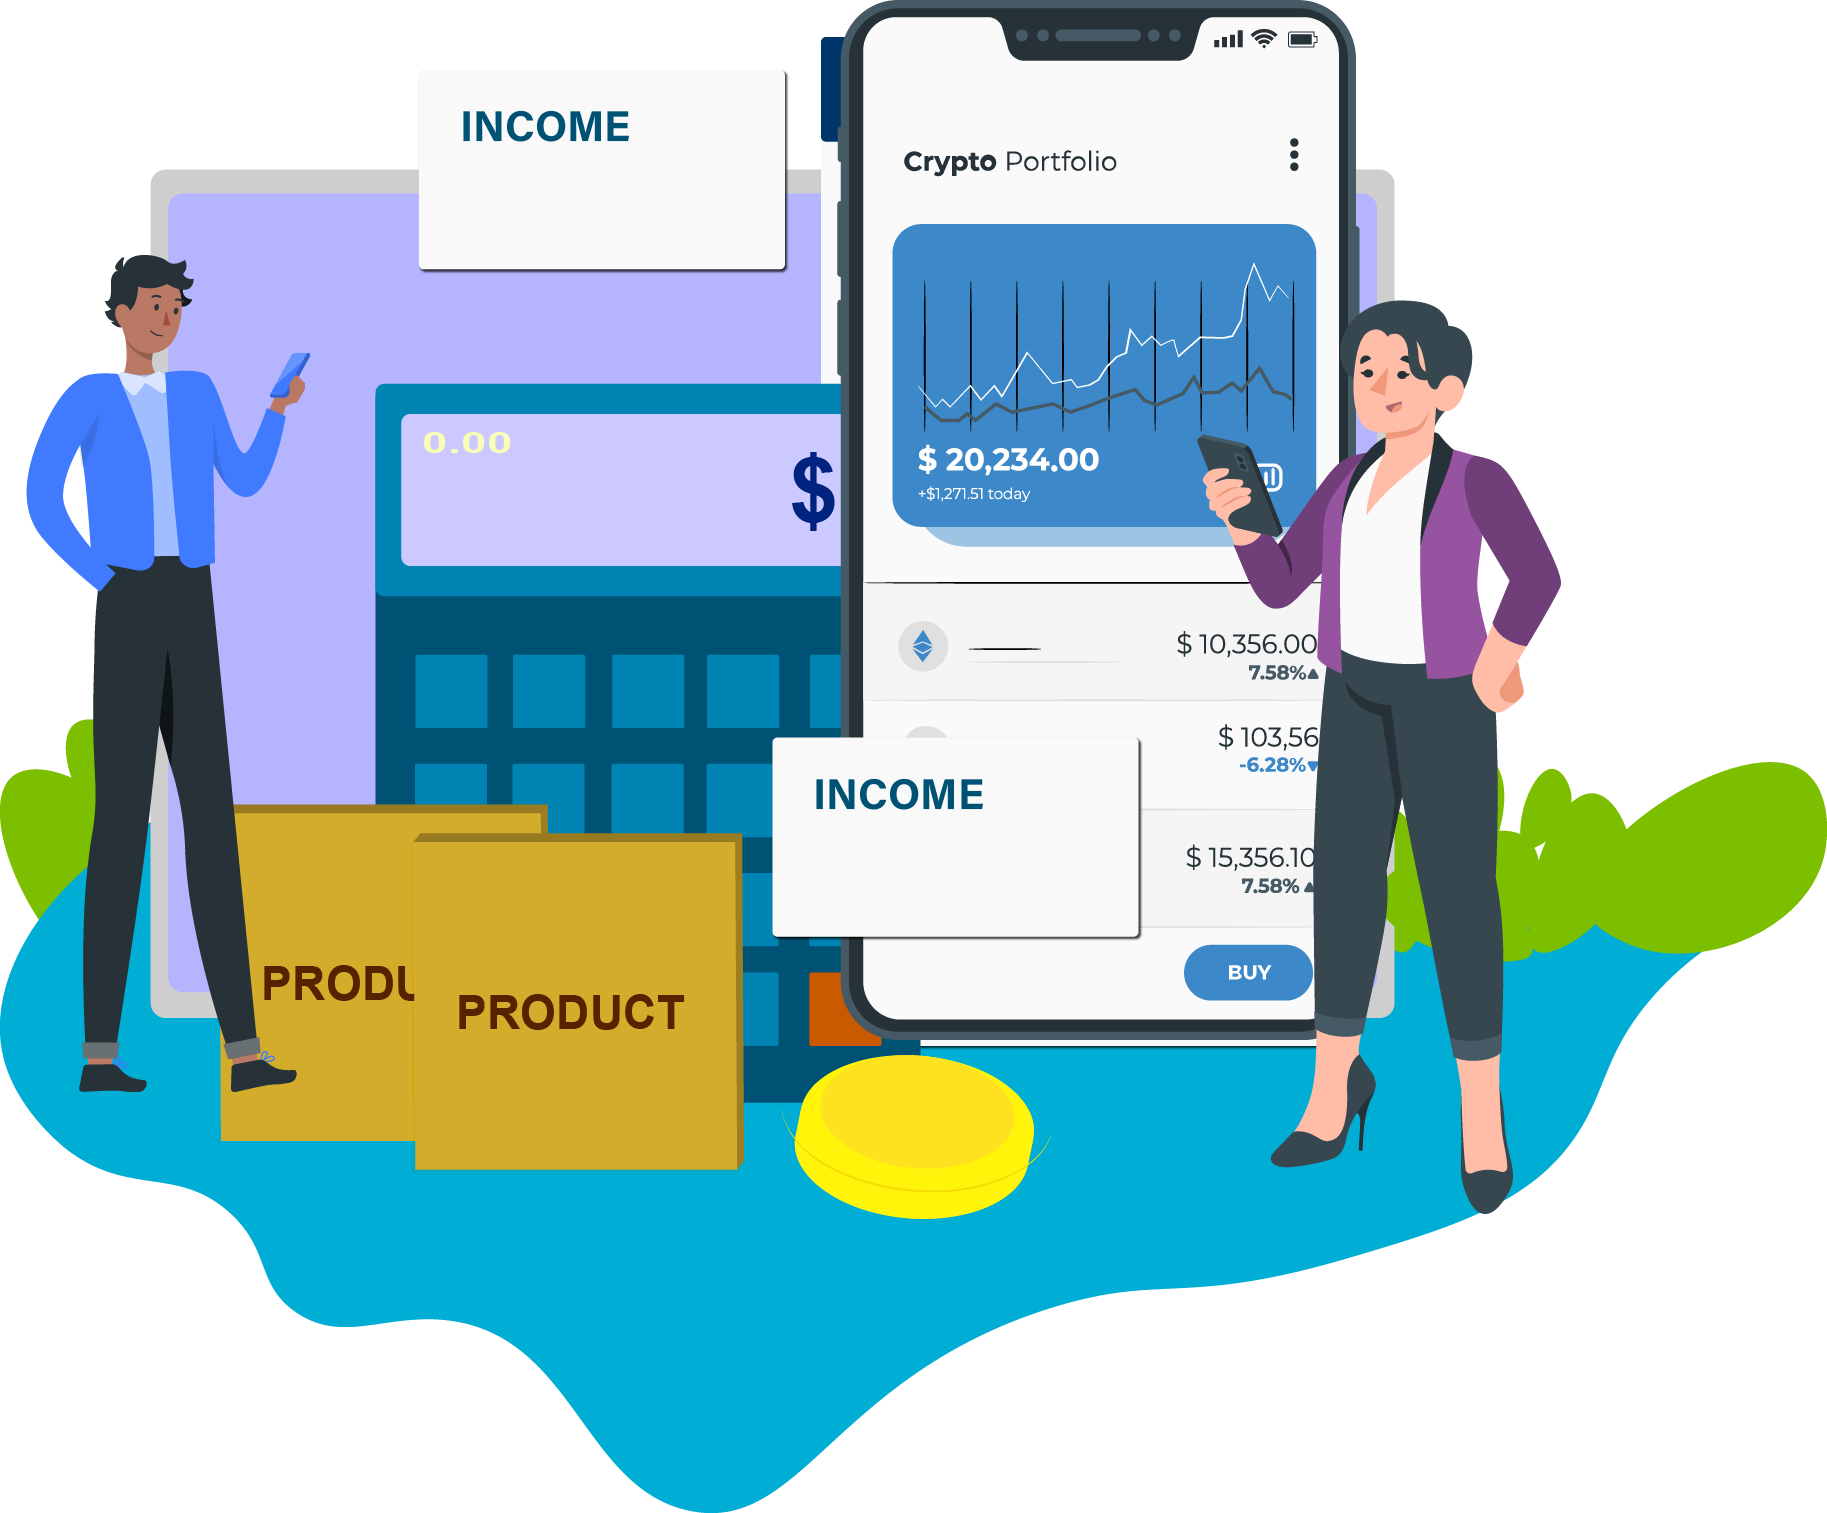 INCOME
Crypto Portfolio
0.00
$
$ 20,234.00
+$1,271.51 today
$ 10,356.00
7.58%▲
$ 103,56
-6.28%▼
INCOME
$ 15,356.10
7.58% ▲
BUY
PRODU
PRODUCT